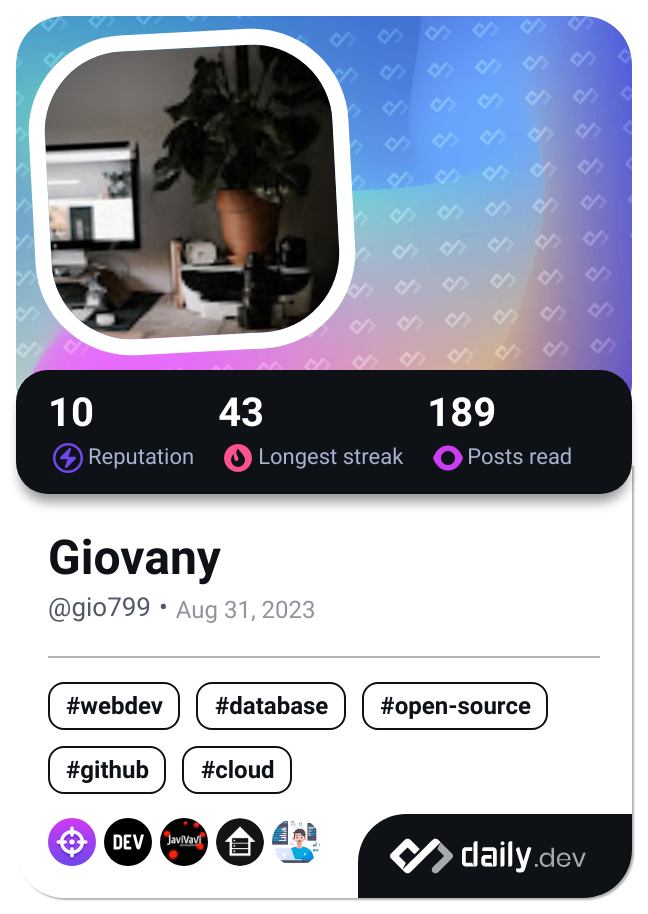 10 43 189
Reputation Longest streak Posts read
Giovany
@gio799 • Aug 31, 2023
#webdev #database #open-source
#github #cloud
DEV JaviVavi
daily.dev